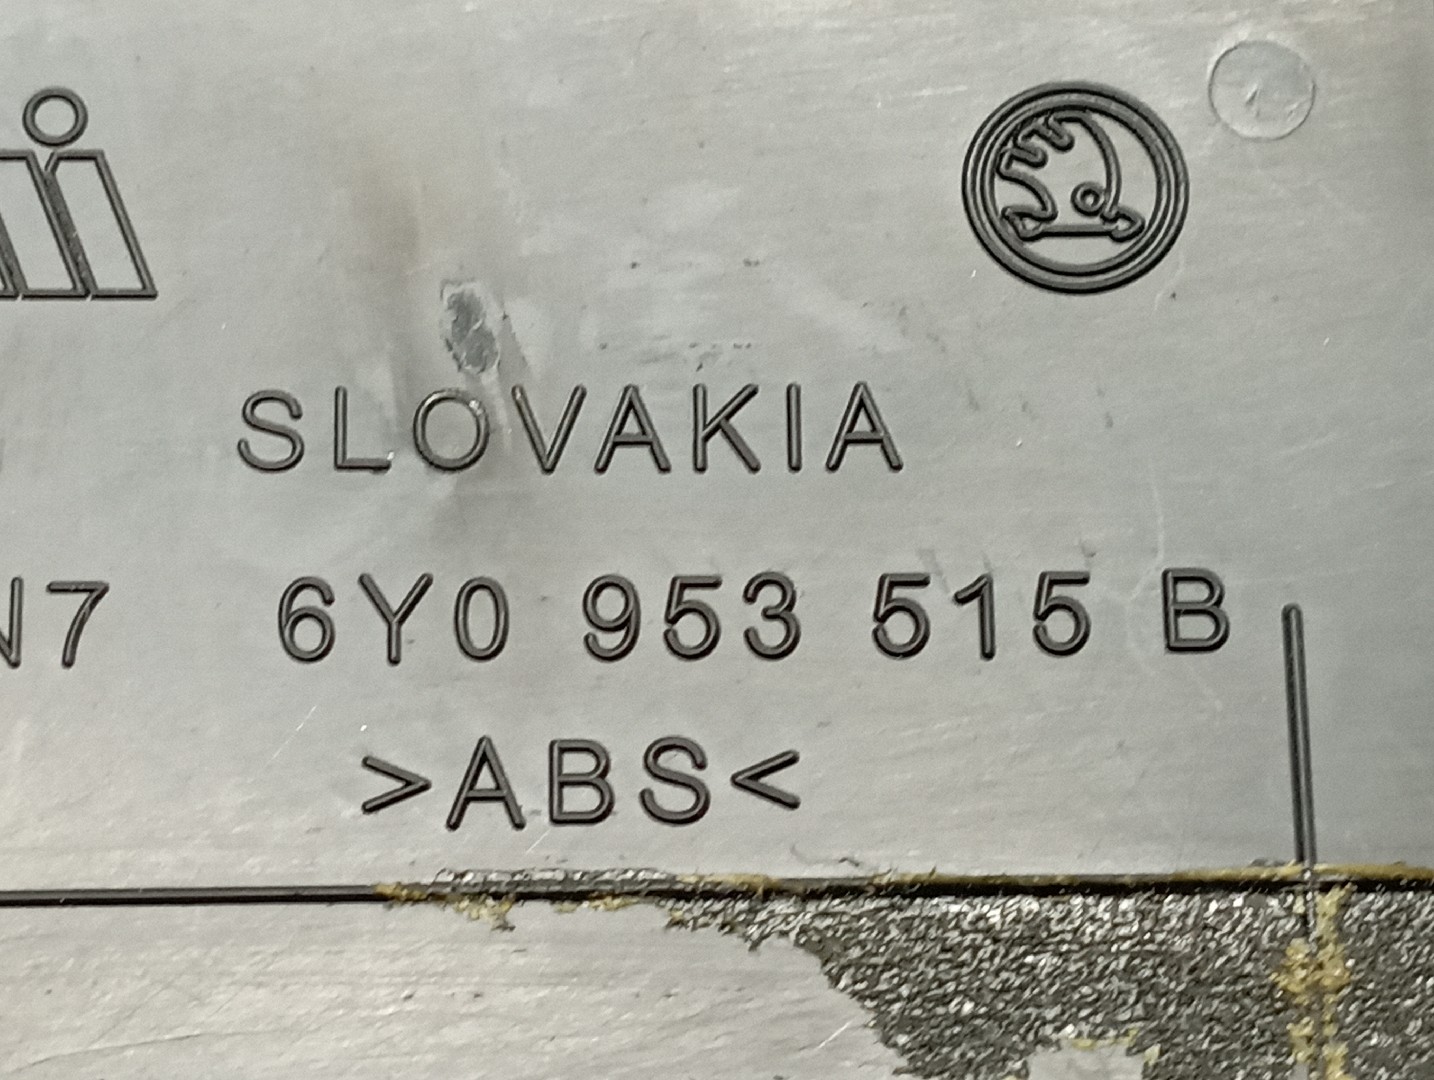 SLOVAKIA
N7 6Y0 953 515 B
>ABS<